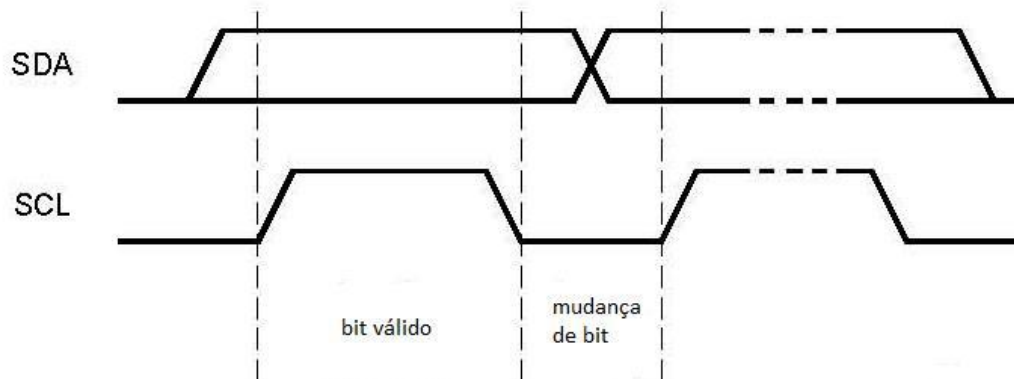 SDA
SCL
bit válido
mudança
de bit